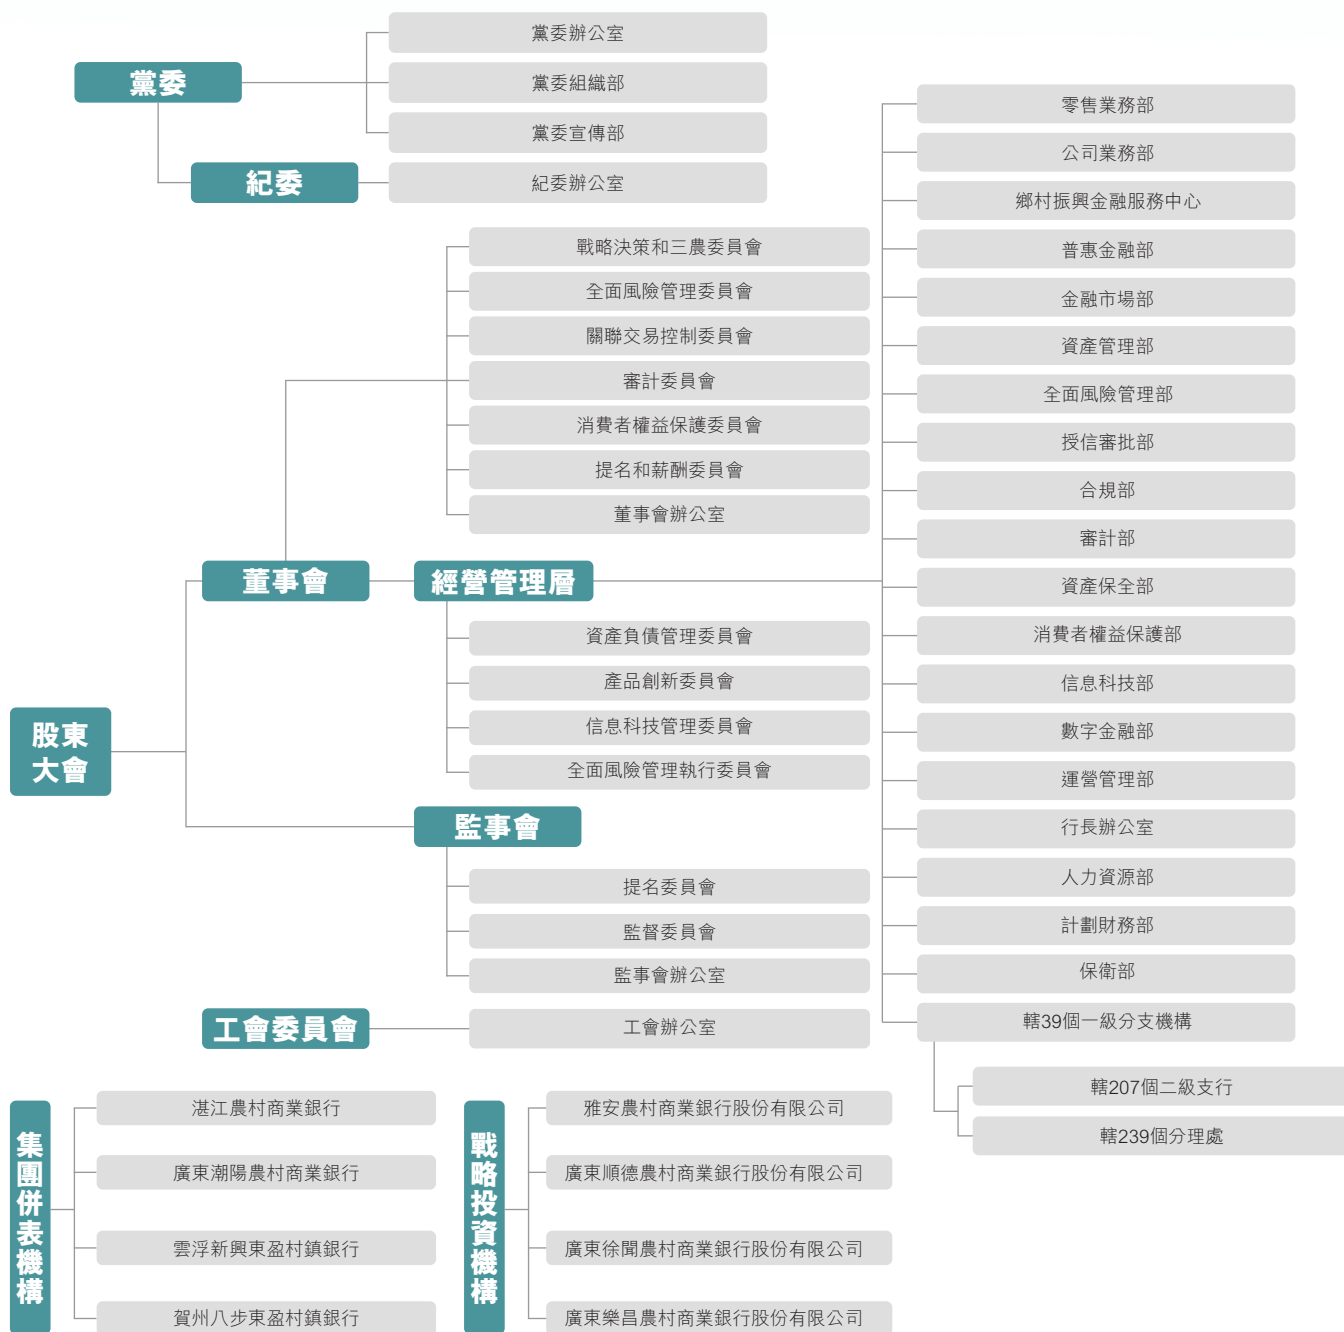 黨委
黨委辦公室
黨委組織部
黨委宣傳部
紀委
紀委辦公室
股東
大會
董事會
戰略決策和三農委員會
全面風險管理委員會
關聯交易控制委員會
審計委員會
消費者權益保護委員會
提名和薪酬委員會
董事會辦公室
經營管理層
資產負債管理委員會
產品創新委員會
信息科技管理委員會
全面風險管理執行委員會
零售業務部
公司業務部
鄉村振興金融服務中心
普惠金融部
金融市場部
資產管理部
全面風險管理部
授信審批部
合規部
審計部
資產保全部
消費者權益保護部
信息科技部
數字金融部
運營管理部
行長辦公室
人力資源部
計劃財務部
保衛部
轄39個一級分支機構
轄207個二級支行
轄239個分理處
監事會
提名委員會
監督委員會
監事會辦公室
工會委員會
工會辦公室
集團併表機構
湛江農村商業銀行
廣東潮陽農村商業銀行
雲浮新興東盈村鎮銀行
賀州八步東盈村鎮銀行
戰略投資機構
雅安農村商業銀行股份有限公司
廣東順德農村商業銀行股份有限公司
廣東徐聞農村商業銀行股份有限公司
廣東樂昌農村商業銀行股份有限公司